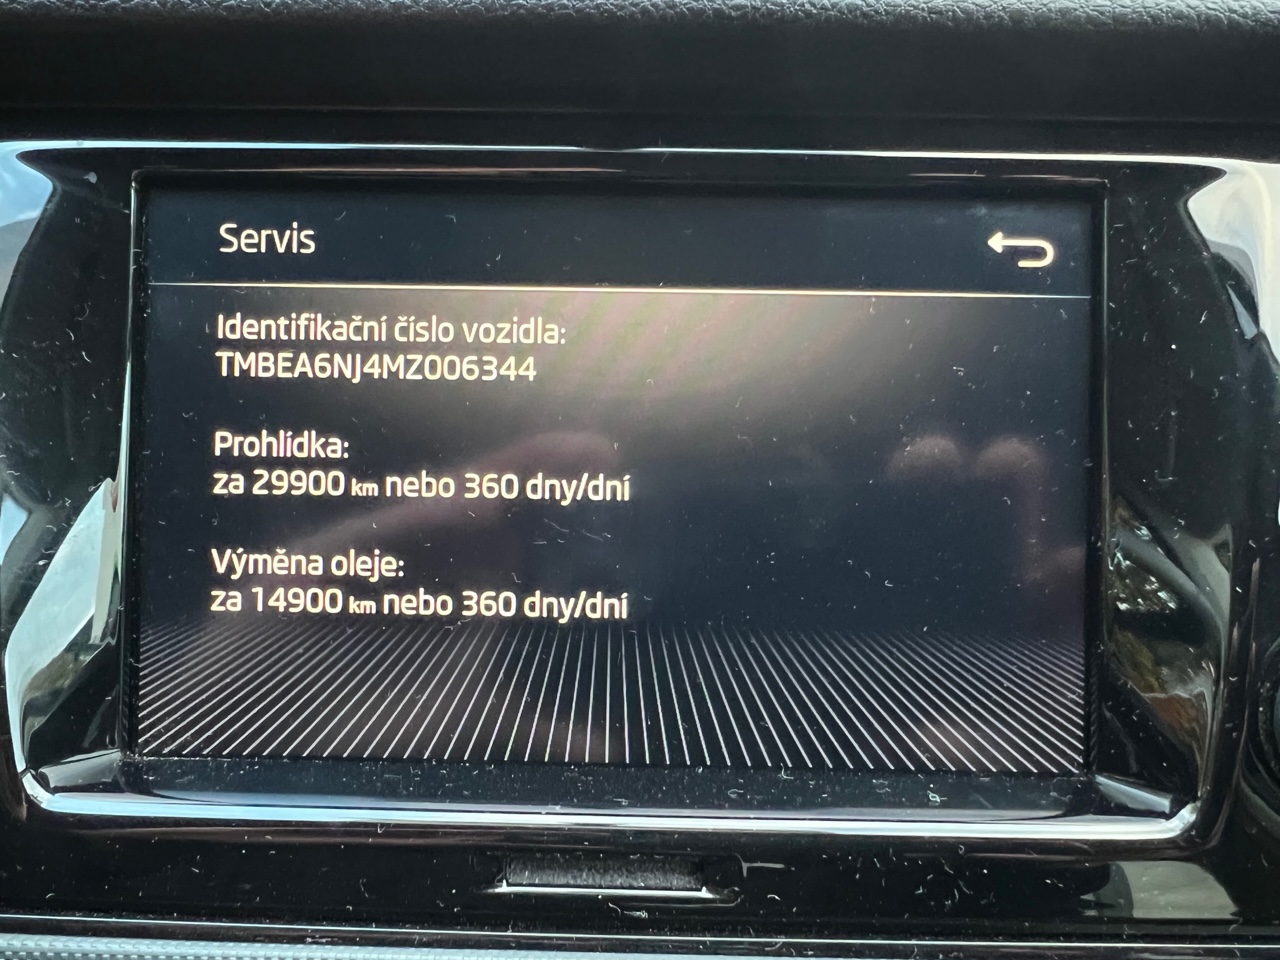 Servis
Identifikační číslo vozidla:
TMBEA6NJ4MZ006344
Prohlídka:
za 29900 km nebo 360 dny/dní
Výměna oleje:
za 14900 km nebo 360 dny/dní